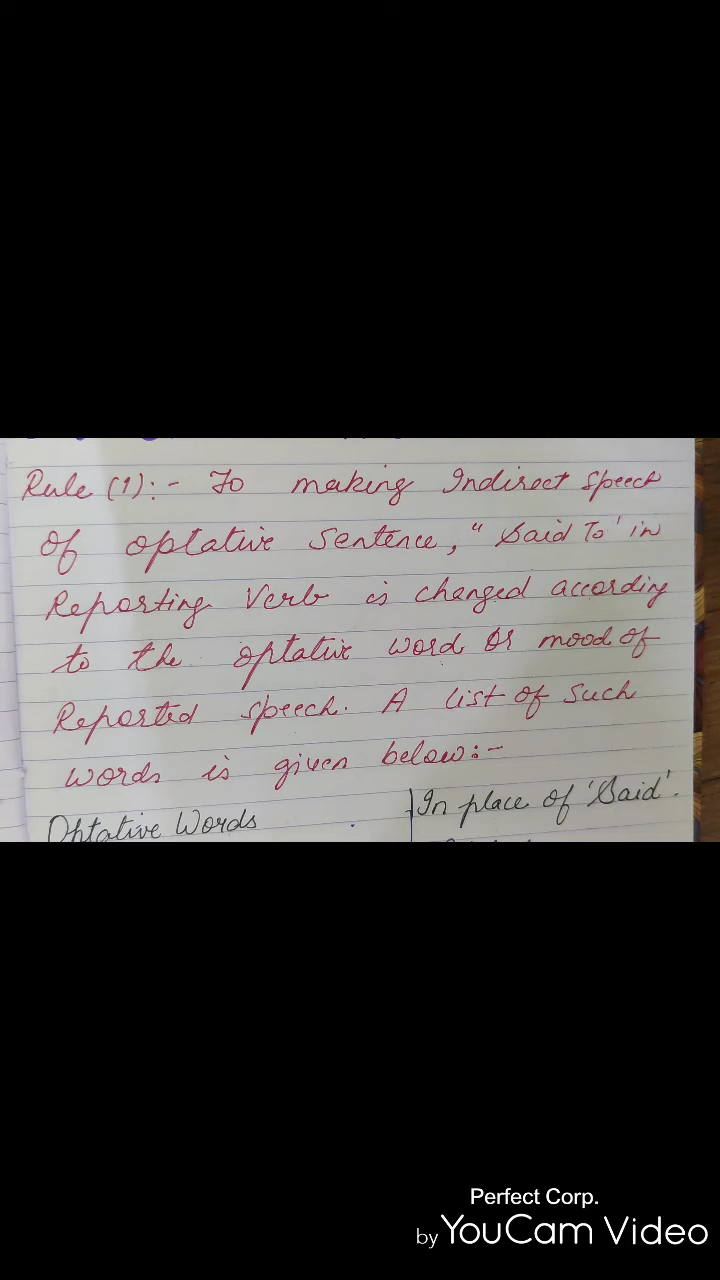 Rule (1):- To making Indirect Speech
of optative Sentence, "Said To' in
Reporting Verb is changed according
to the optative word or mood of
Reported speech. A list of such
words is given below:-
Optative Words
In place of 'Said'.
Perfect Corp.
by YouCam Video